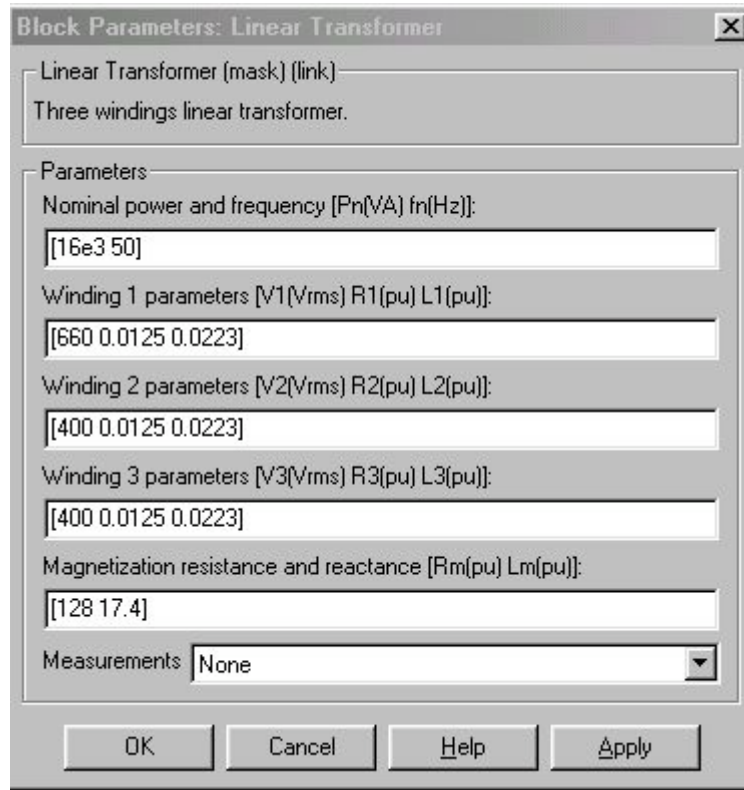 Block Parameters: Linear Transformer
Linear Transformer (mask) (link)
Three windings linear transformer.
Parameters
Nominal power and frequency [Pn(VA) fn(Hz)]:
[16e3 50]
Winding 1 parameters [V1(Vrms) R1(pu) L1(pu)]:
[660 0.0125 0.0223]
Winding 2 parameters [V2(Vrms) R2(pu) L2(pu)]:
[400 0.0125 0.0223]
Winding 3 parameters [V3(Vrms) R3(pu) L3(pu)]:
[400 0.0125 0.0223]
Magnetization resistance and reactance [Rm(pu) Lm(pu)]:
[128 17.4]
Measurements None
OK Cancel Help Apply